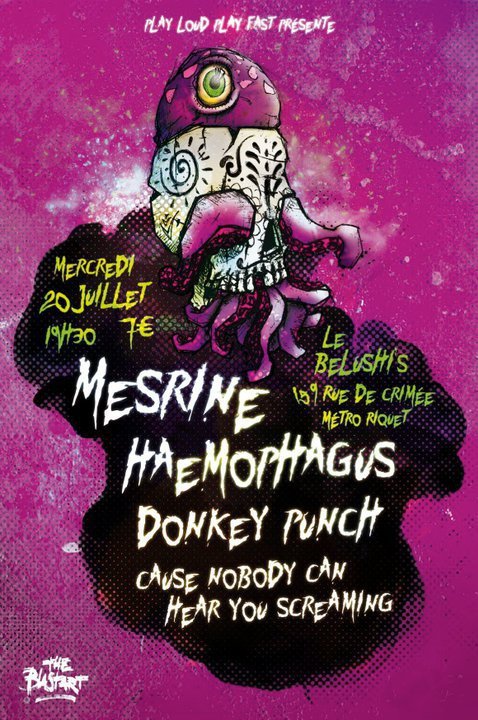 PLAY LOUD PLAY FAST PRÉSENTE
MERCREDI
20 JUILLET
19H30 7€
LE
BELUSHI'S
159 RUE DE CRIMÉE
METRO RIQUET
MESRINE
HAEMOPHAGUS
DONKEY PUNCH
CAUSE NOBODY CAN
HEAR YOU SCREAMING
THE
BLASTART